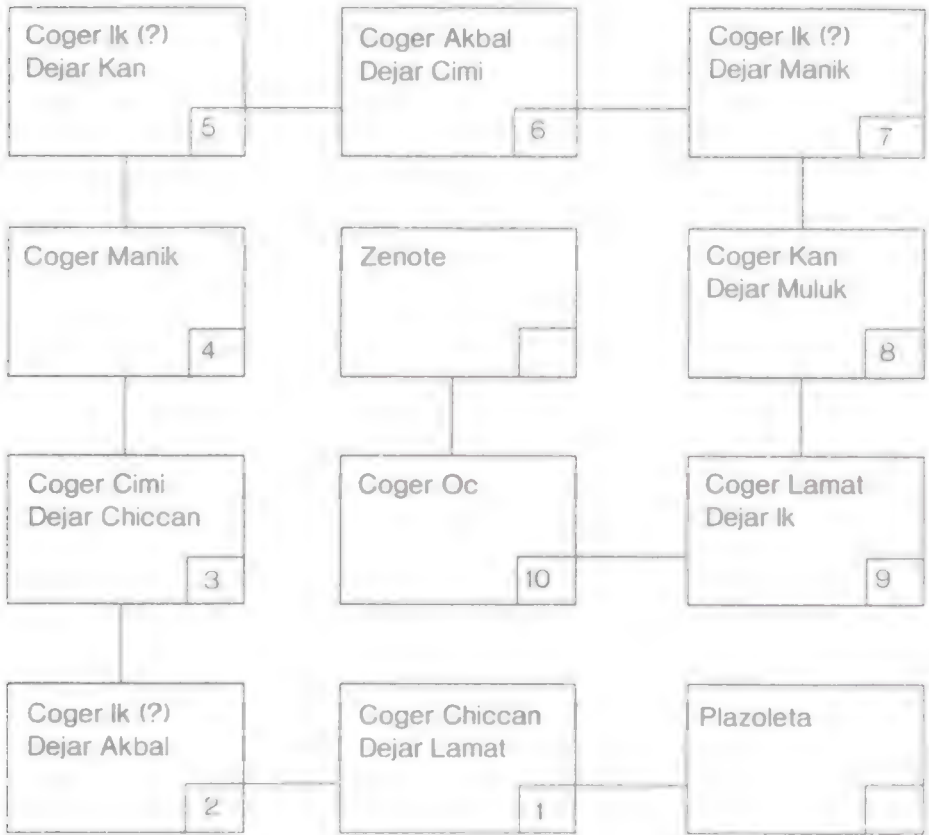 Coger Ik (?)
Dejar Kan
5
Coger Akbal
Dejar Cimi
6
Coger Ik (?)
Dejar Manik
7
Coger Manik
4
Zenote
Coger Kan
Dejar Muluk
8
Coger Cimi
Dejar Chiccan
3
Coger Oc
10
Coger Lamat
Dejar Ik
9
Coger Ik (?)
Dejar Akbal
2
Coger Chiccan
Dejar Lamat
1
Plazoleta